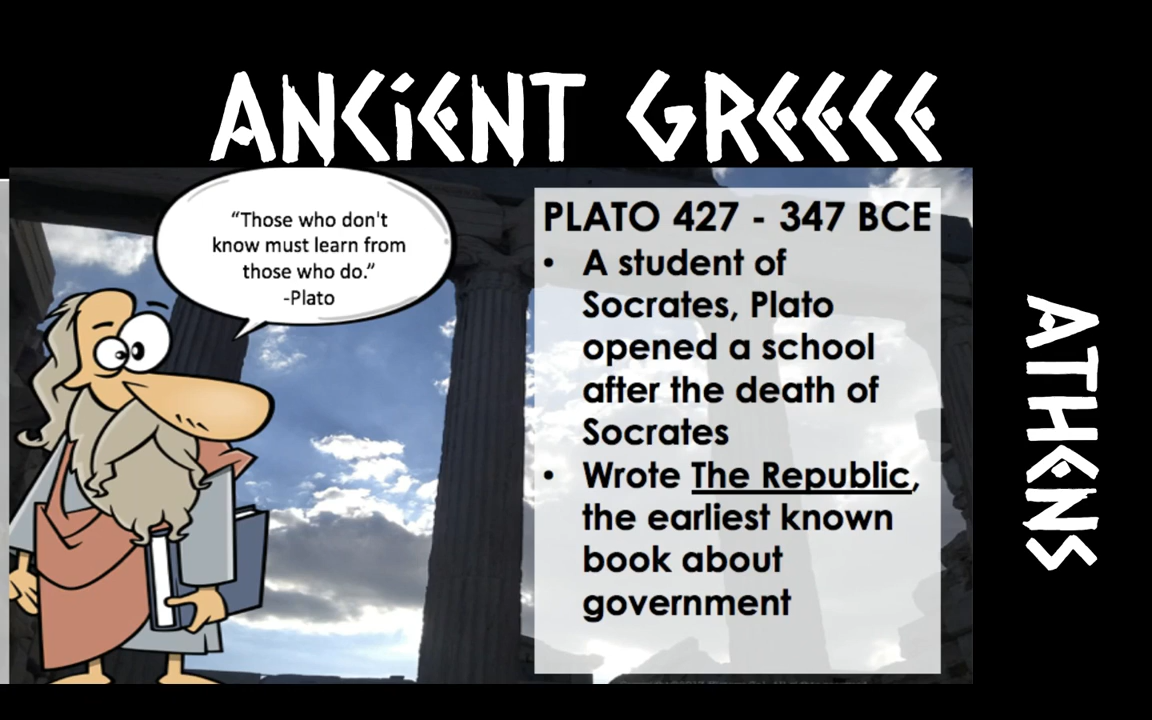 ANCiENT GREECE
“Those who don't
know must learn from
those who do.”
-Plato
PLATO 427 - 347 BCE
• A student of
Socrates, Plato
opened a school
after the death of
Socrates
• Wrote The Republic,
the earliest known
book about
government
ATHENS